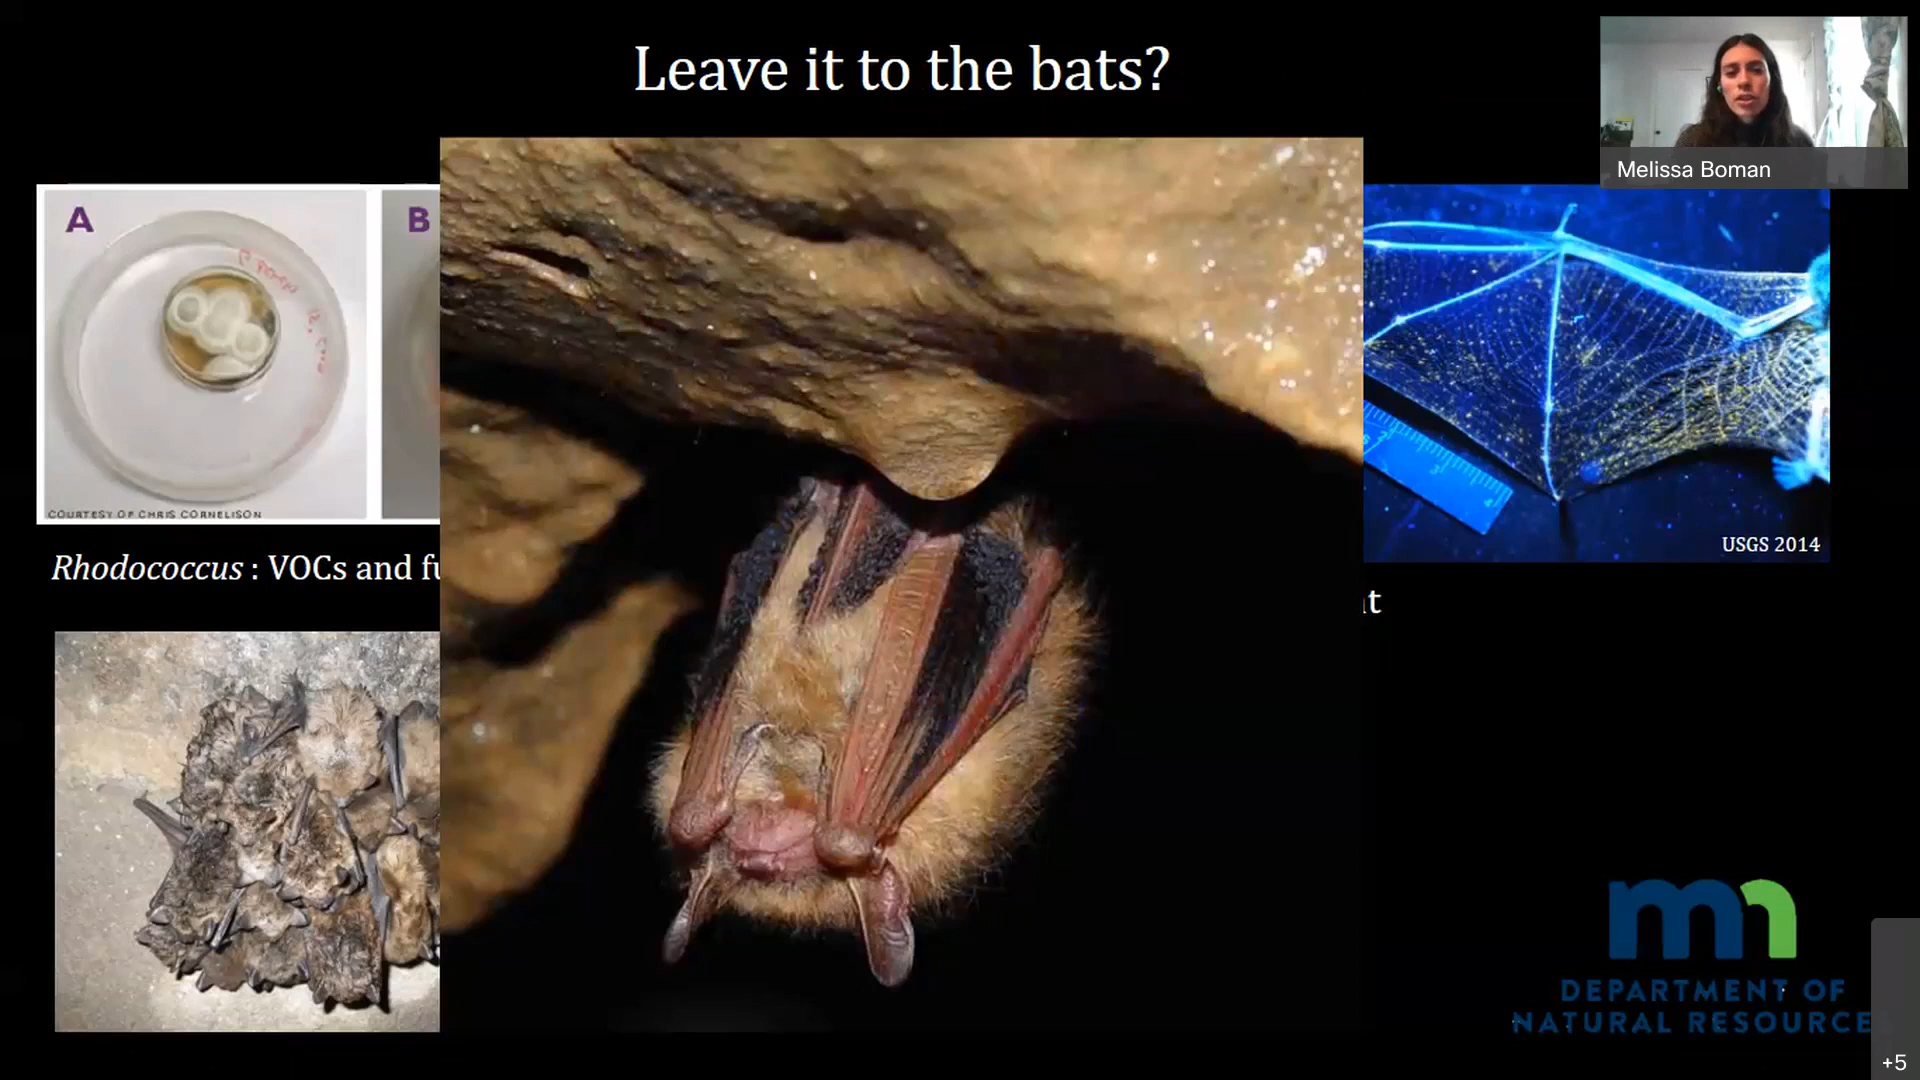 Leave it to the bats?
Melissa Boman
A
B
COURTESY OF CHRIS CORNELISON
Rhodococcus : VOCs and fu
USGS 2014
mn
DEPARTMENT OF
NATURAL RESOURCE
+5